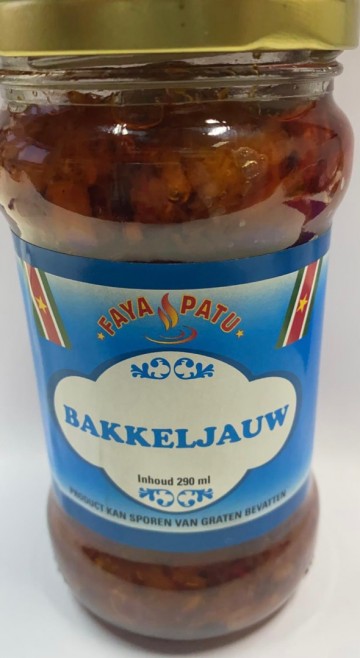 FAYA PATU
BAKKELJAUW
Inhoud 290 ml
PRODUCT KAN SPOREN VAN GRATEN BEVATTEN